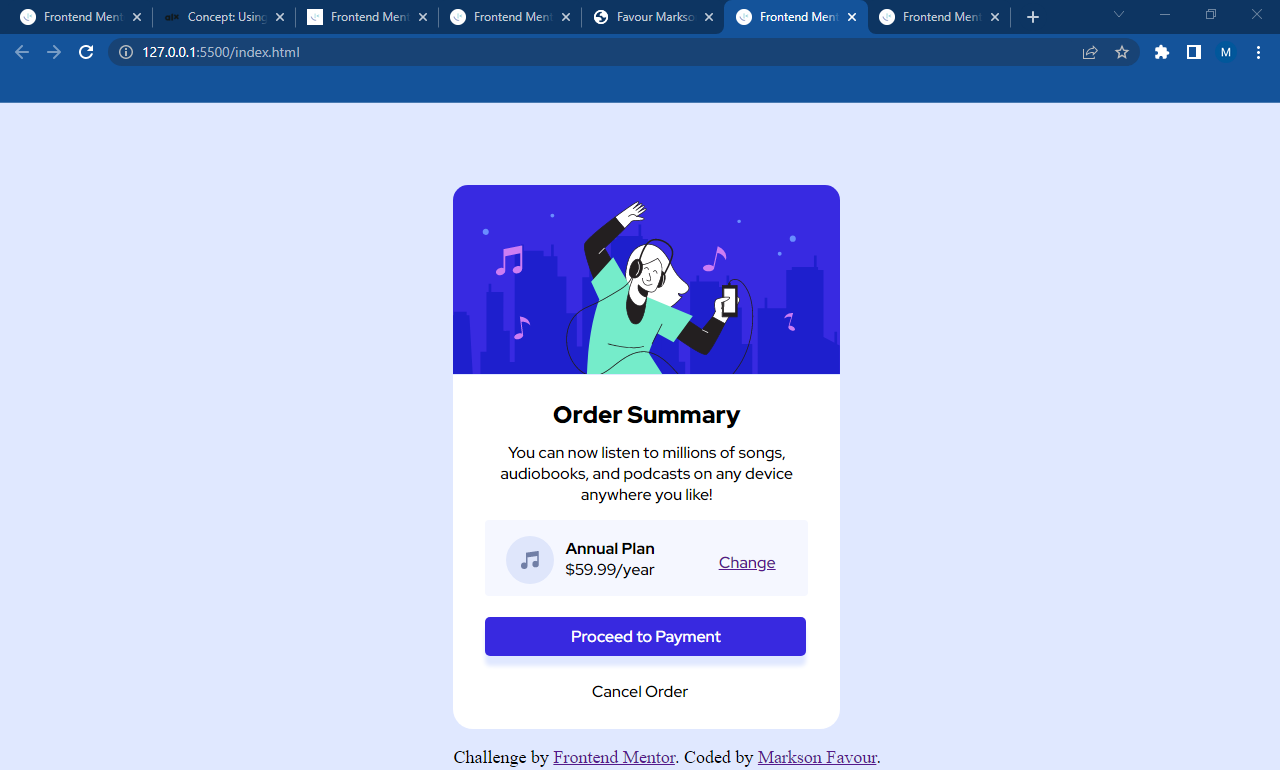 Frontend Ment
Concept: Using
Frontend Ment
Frontend Ment
Favour Markso
Frontend Ment
Frontend Ment
127.0.0.1:5500/index.html
M
Order Summary
You can now listen to millions of songs,
audiobooks, and podcasts on any device
anywhere you like!
Annual Plan
$59.99/year
Change
Proceed to Payment
Cancel Order
Challenge by Frontend Mentor. Coded by Markson Favour.